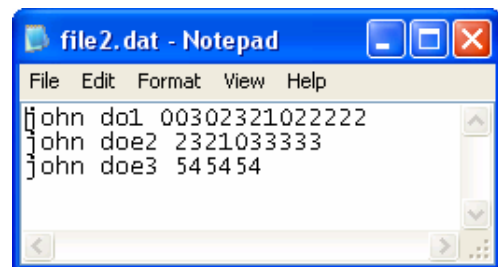 file2.dat - Notepad
File Edit Format View Help
john do1 00302321022222
john doe2 2321033333
john doe3 545454